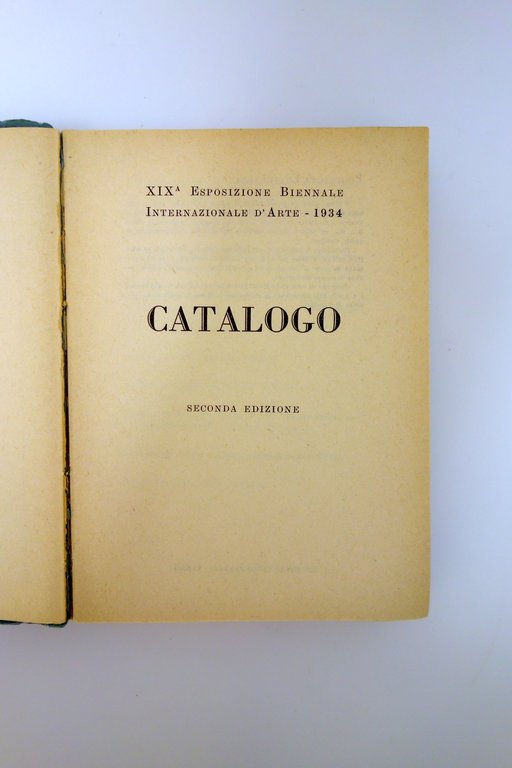 XIXᴬ Esposizione Biennale
Internazionale d'Arte - 1934
CATALOGO
SECONDA EDIZIONE